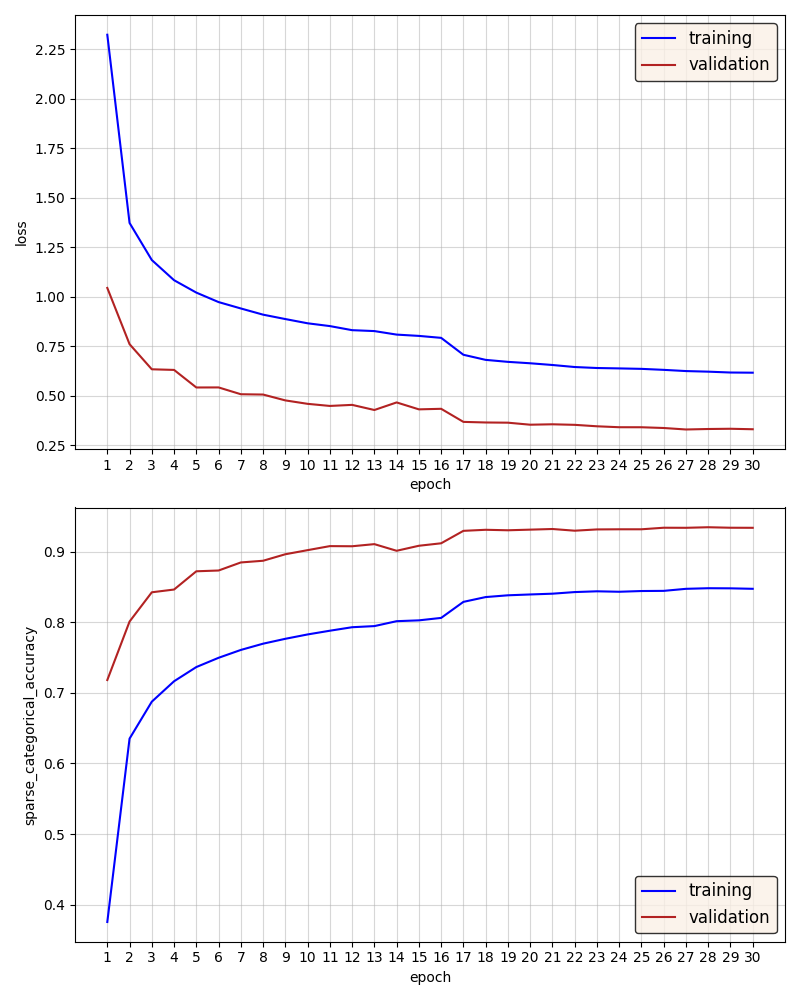 2.25
2.00
1.75
1.50
1.25
1.00
0.75
0.50
0.25
loss
training
validation
1 2 3 4 5 6 7 8 9 10 11 12 13 14 15 16 17 18 19 20 21 22 23 24 25 26 27 28 29 30
epoch
0.9
0.8
0.7
0.6
0.5
0.4
sparse_categorical_accuracy
training
validation
1 2 3 4 5 6 7 8 9 10 11 12 13 14 15 16 17 18 19 20 21 22 23 24 25 26 27 28 29 30
epoch